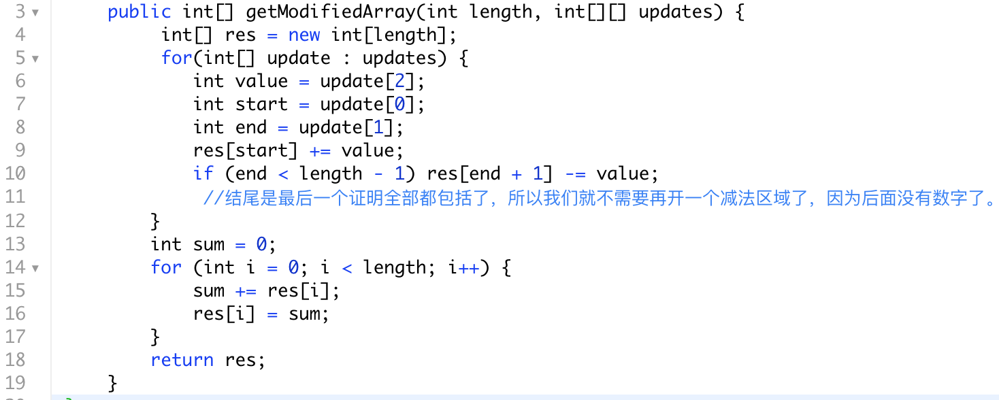 3 public int[] getModifiedArray(int length, int[][] updates) {
4 int[] res = new int[length];
5 for(int[] update : updates) {
6 int value = update[2];
7 int start = update[0];
8 int end = update[1];
9 res[start] += value;
10 if (end < length - 1) res[end + 1] -= value;
11 //结尾是最后一个证明全部都包括了，所以我们就不需要再开一个减法区域了，因为后面没有数字了。
12 }
13 int sum = 0;
14 for (int i = 0; i < length; i++) {
15 sum += res[i];
16 res[i] = sum;
17 }
18 return res;
19 }